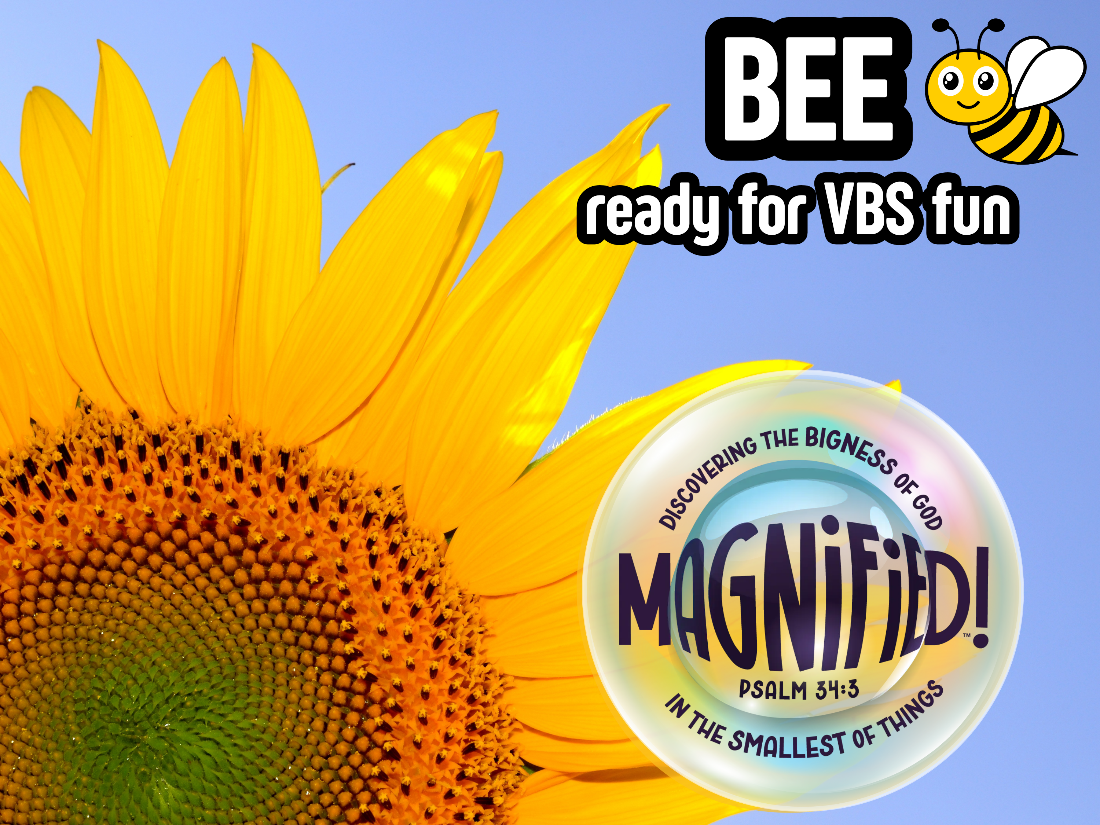 BEE
ready for VBS fun
DISCOVERING THE BIGNESS OF GOD
MAGNiFiED!™
PSALM 34:3
IN THE SMALLEST OF THINGS